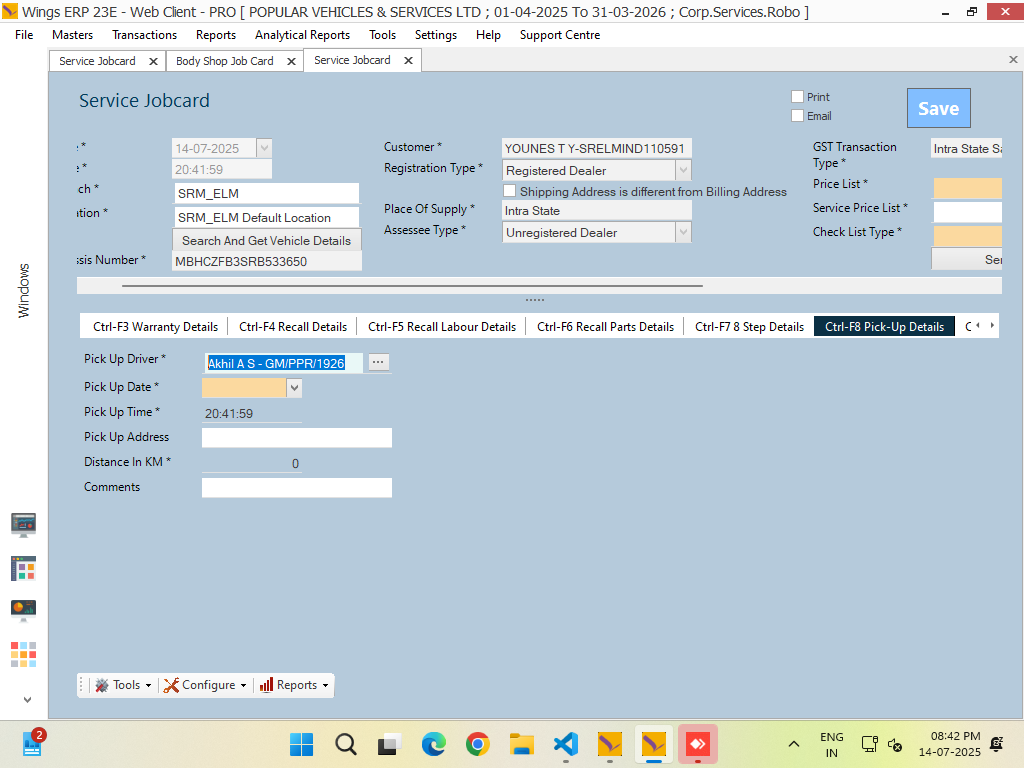 Wings ERP 23E - Web Client - PRO [ POPULAR VEHICLES & SERVICES LTD ; 01-04-2025 To 31-03-2026 ; Corp.Services.Robo ]
File Masters Transactions Reports Analytical Reports Tools Settings Help Support Centre
Service Jobcard Body Shop Job Card Service Jobcard
Service Jobcard
Print
Email
Save
*
14-07-2025
*
20:41:59
ch *
SRM_ELM
ation *
SRM_ELM Default Location
Search And Get Vehicle Details
ssis Number *
MBHCZFB3SRB533650
Customer *
YOUNES T Y-SRELMIND110591
Registration Type *
Registered Dealer
Shipping Address is different from Billing Address
Place Of Supply *
Intra State
Assessee Type *
Unregistered Dealer
GST Transaction
Type *
Intra State Sa
Price List *
Service Price List *
Check List Type *
Ser
Windows
Ctrl-F3 Warranty Details Ctrl-F4 Recall Details Ctrl-F5 Recall Labour Details Ctrl-F6 Recall Parts Details Ctrl-F7 8 Step Details Ctrl-F8 Pick-Up Details C
Pick Up Driver *
Akhil A S - GM/PPR/1926
...
Pick Up Date *
Pick Up Time *
20:41:59
Pick Up Address
Distance In KM *
0
Comments
Tools Configure Reports
2
ENG
IN
08:42 PM
14-07-2025